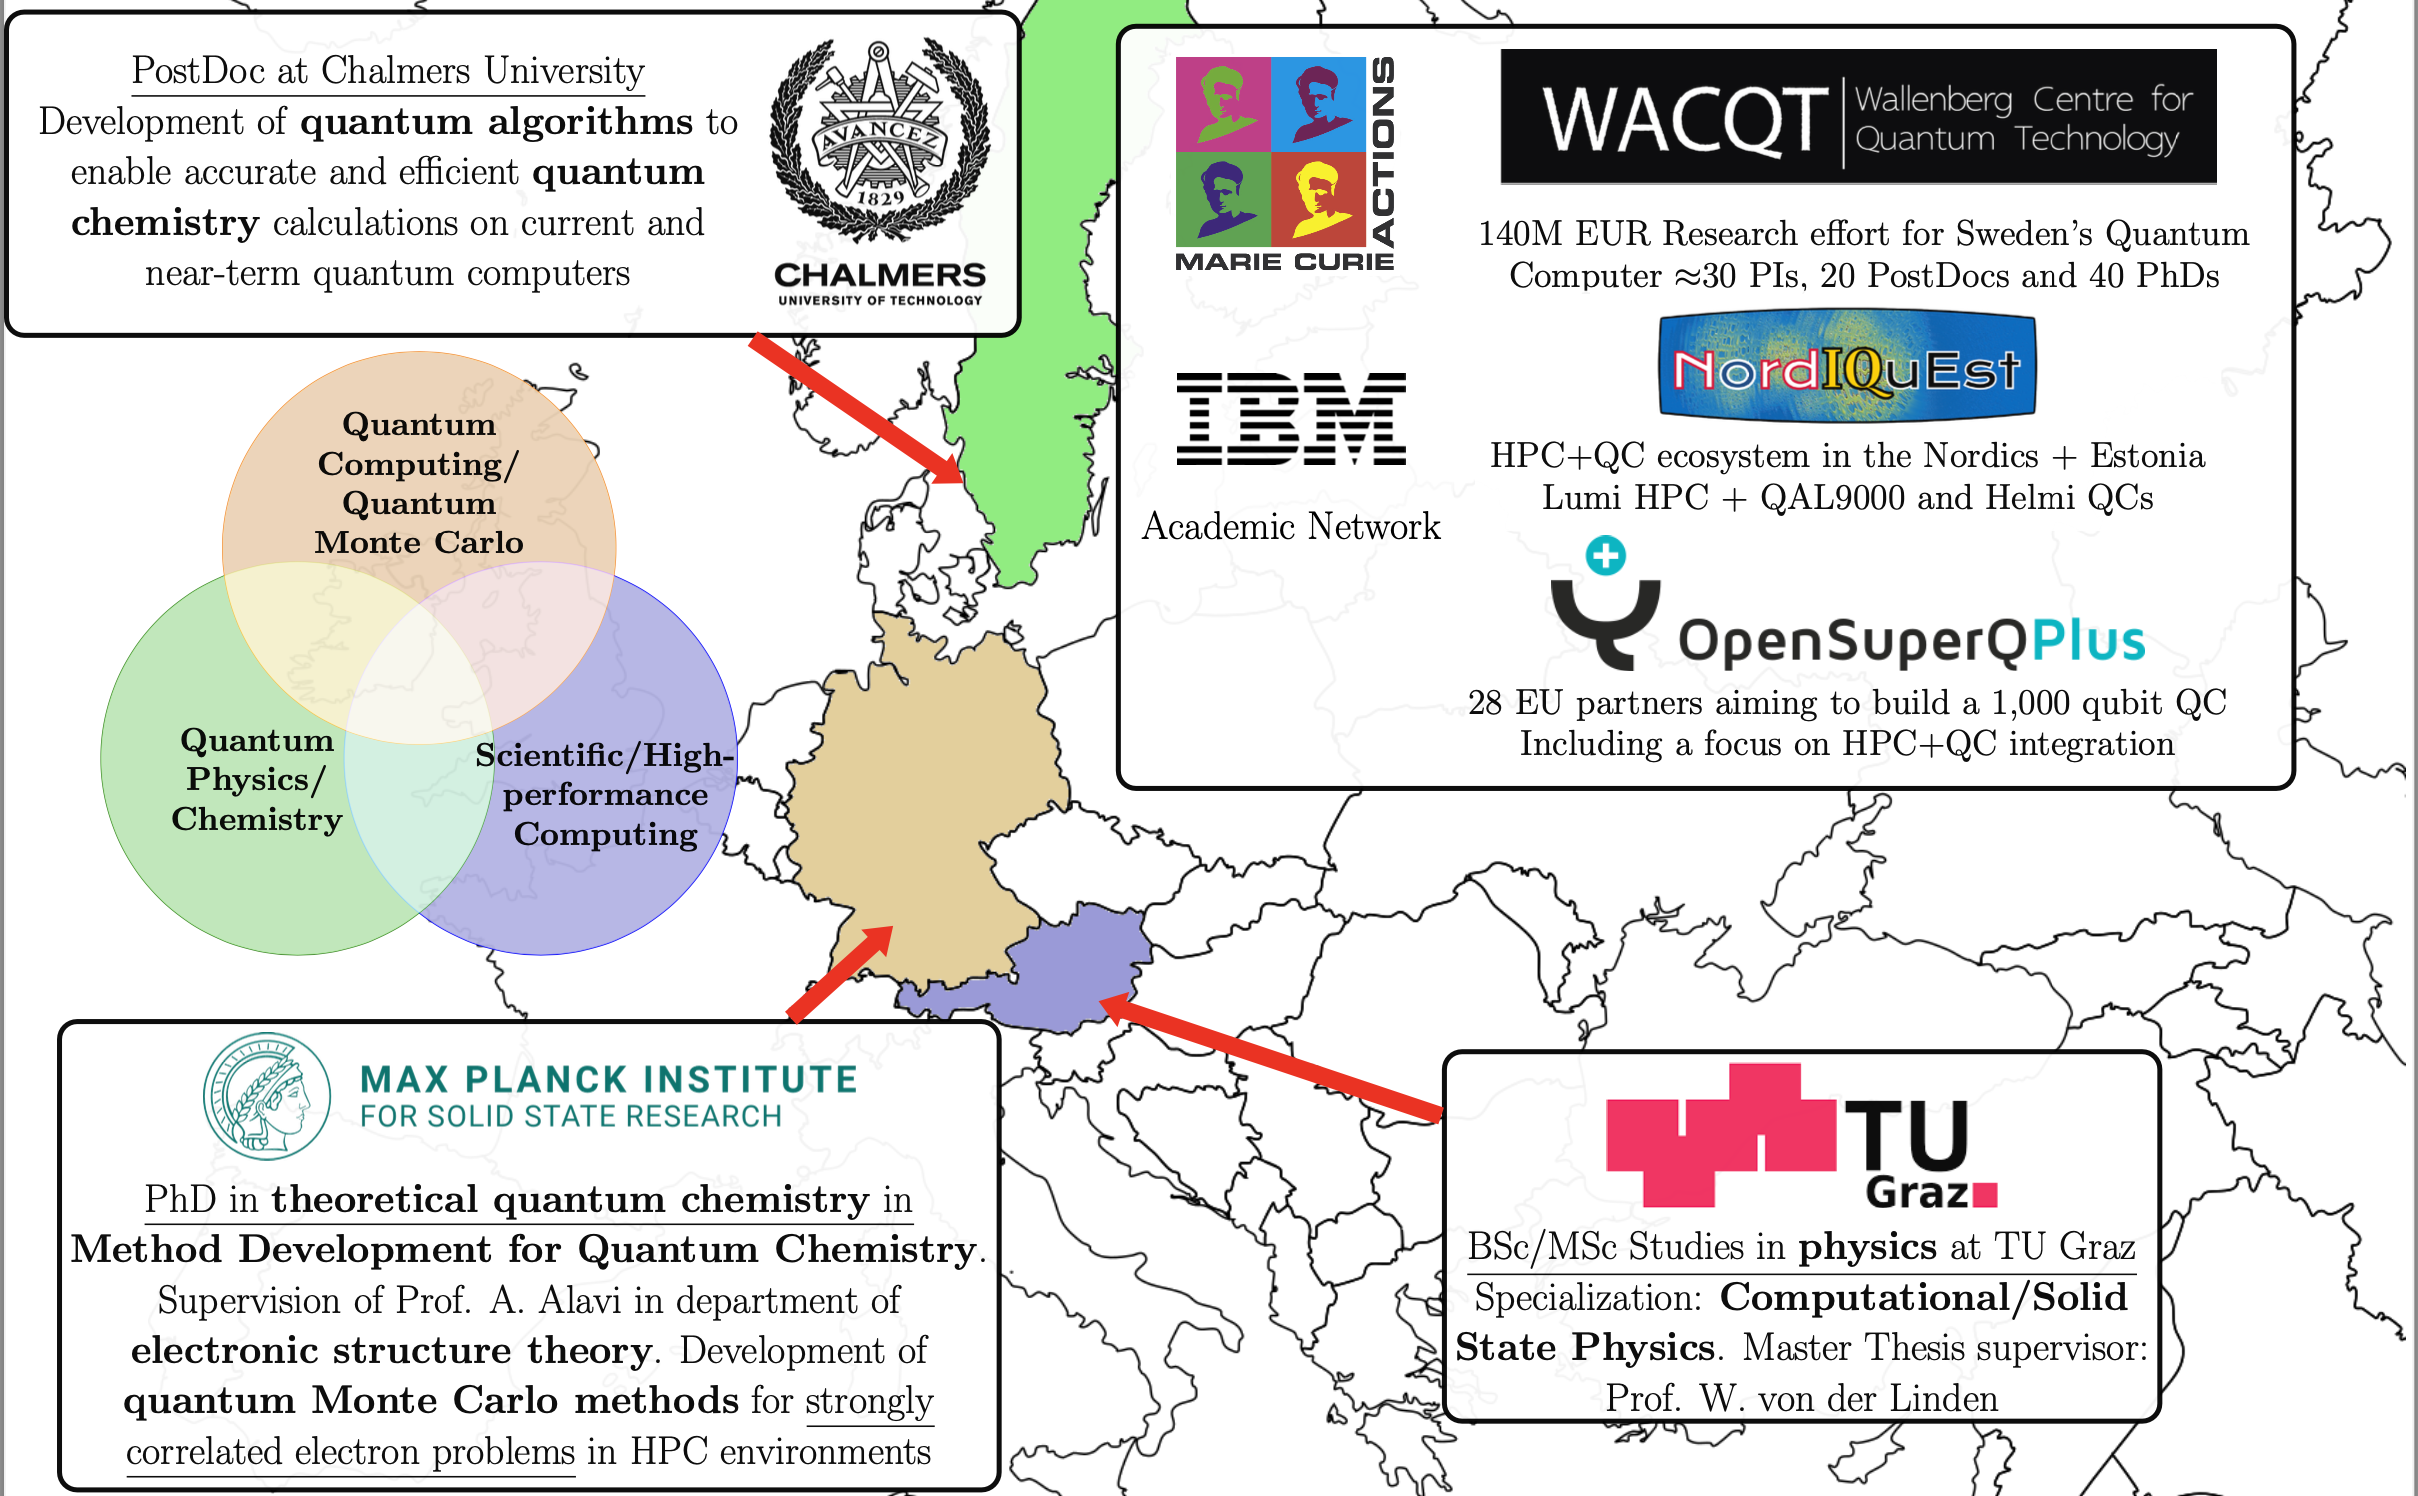 PostDoc at Chalmers University
Development of quantum algorithms to
enable accurate and efficient quantum
chemistry calculations on current and
near-term quantum computers
AVANCEZ
1829
CHALMERS
UNIVERSITY OF TECHNOLOGY
MARIE CURIE
ACTIONS
WACQT
Wallenberg Centre for
Quantum Technology
140M EUR Research effort for Sweden's Quantum
Computer ≈30 PIs, 20 PostDocs and 40 PhDs
NordIQuEst
HPC+QC ecosystem in the Nordics + Estonia
Lumi HPC + QAL9000 and Helmi QCs
IBM
Academic Network
OpenSuperQPlus
28 EU partners aiming to build a 1,000 qubit QC
Including a focus on HPC+QC integration
Quantum
Computing/
Quantum
Monte Carlo
Quantum
Physics/
Chemistry
Scientific/High-
performance
Computing
MAX PLANCK INSTITUTE
FOR SOLID STATE RESEARCH
PhD in theoretical quantum chemistry in
Method Development for Quantum Chemistry.
Supervision of Prof. A. Alavi in department of
electronic structure theory. Development of
quantum Monte Carlo methods for strongly
correlated electron problems in HPC environments
TU
Graz
BSc/MSc Studies in physics at TU Graz
Specialization: Computational/Solid
State Physics. Master Thesis supervisor:
Prof. W. von der Linden